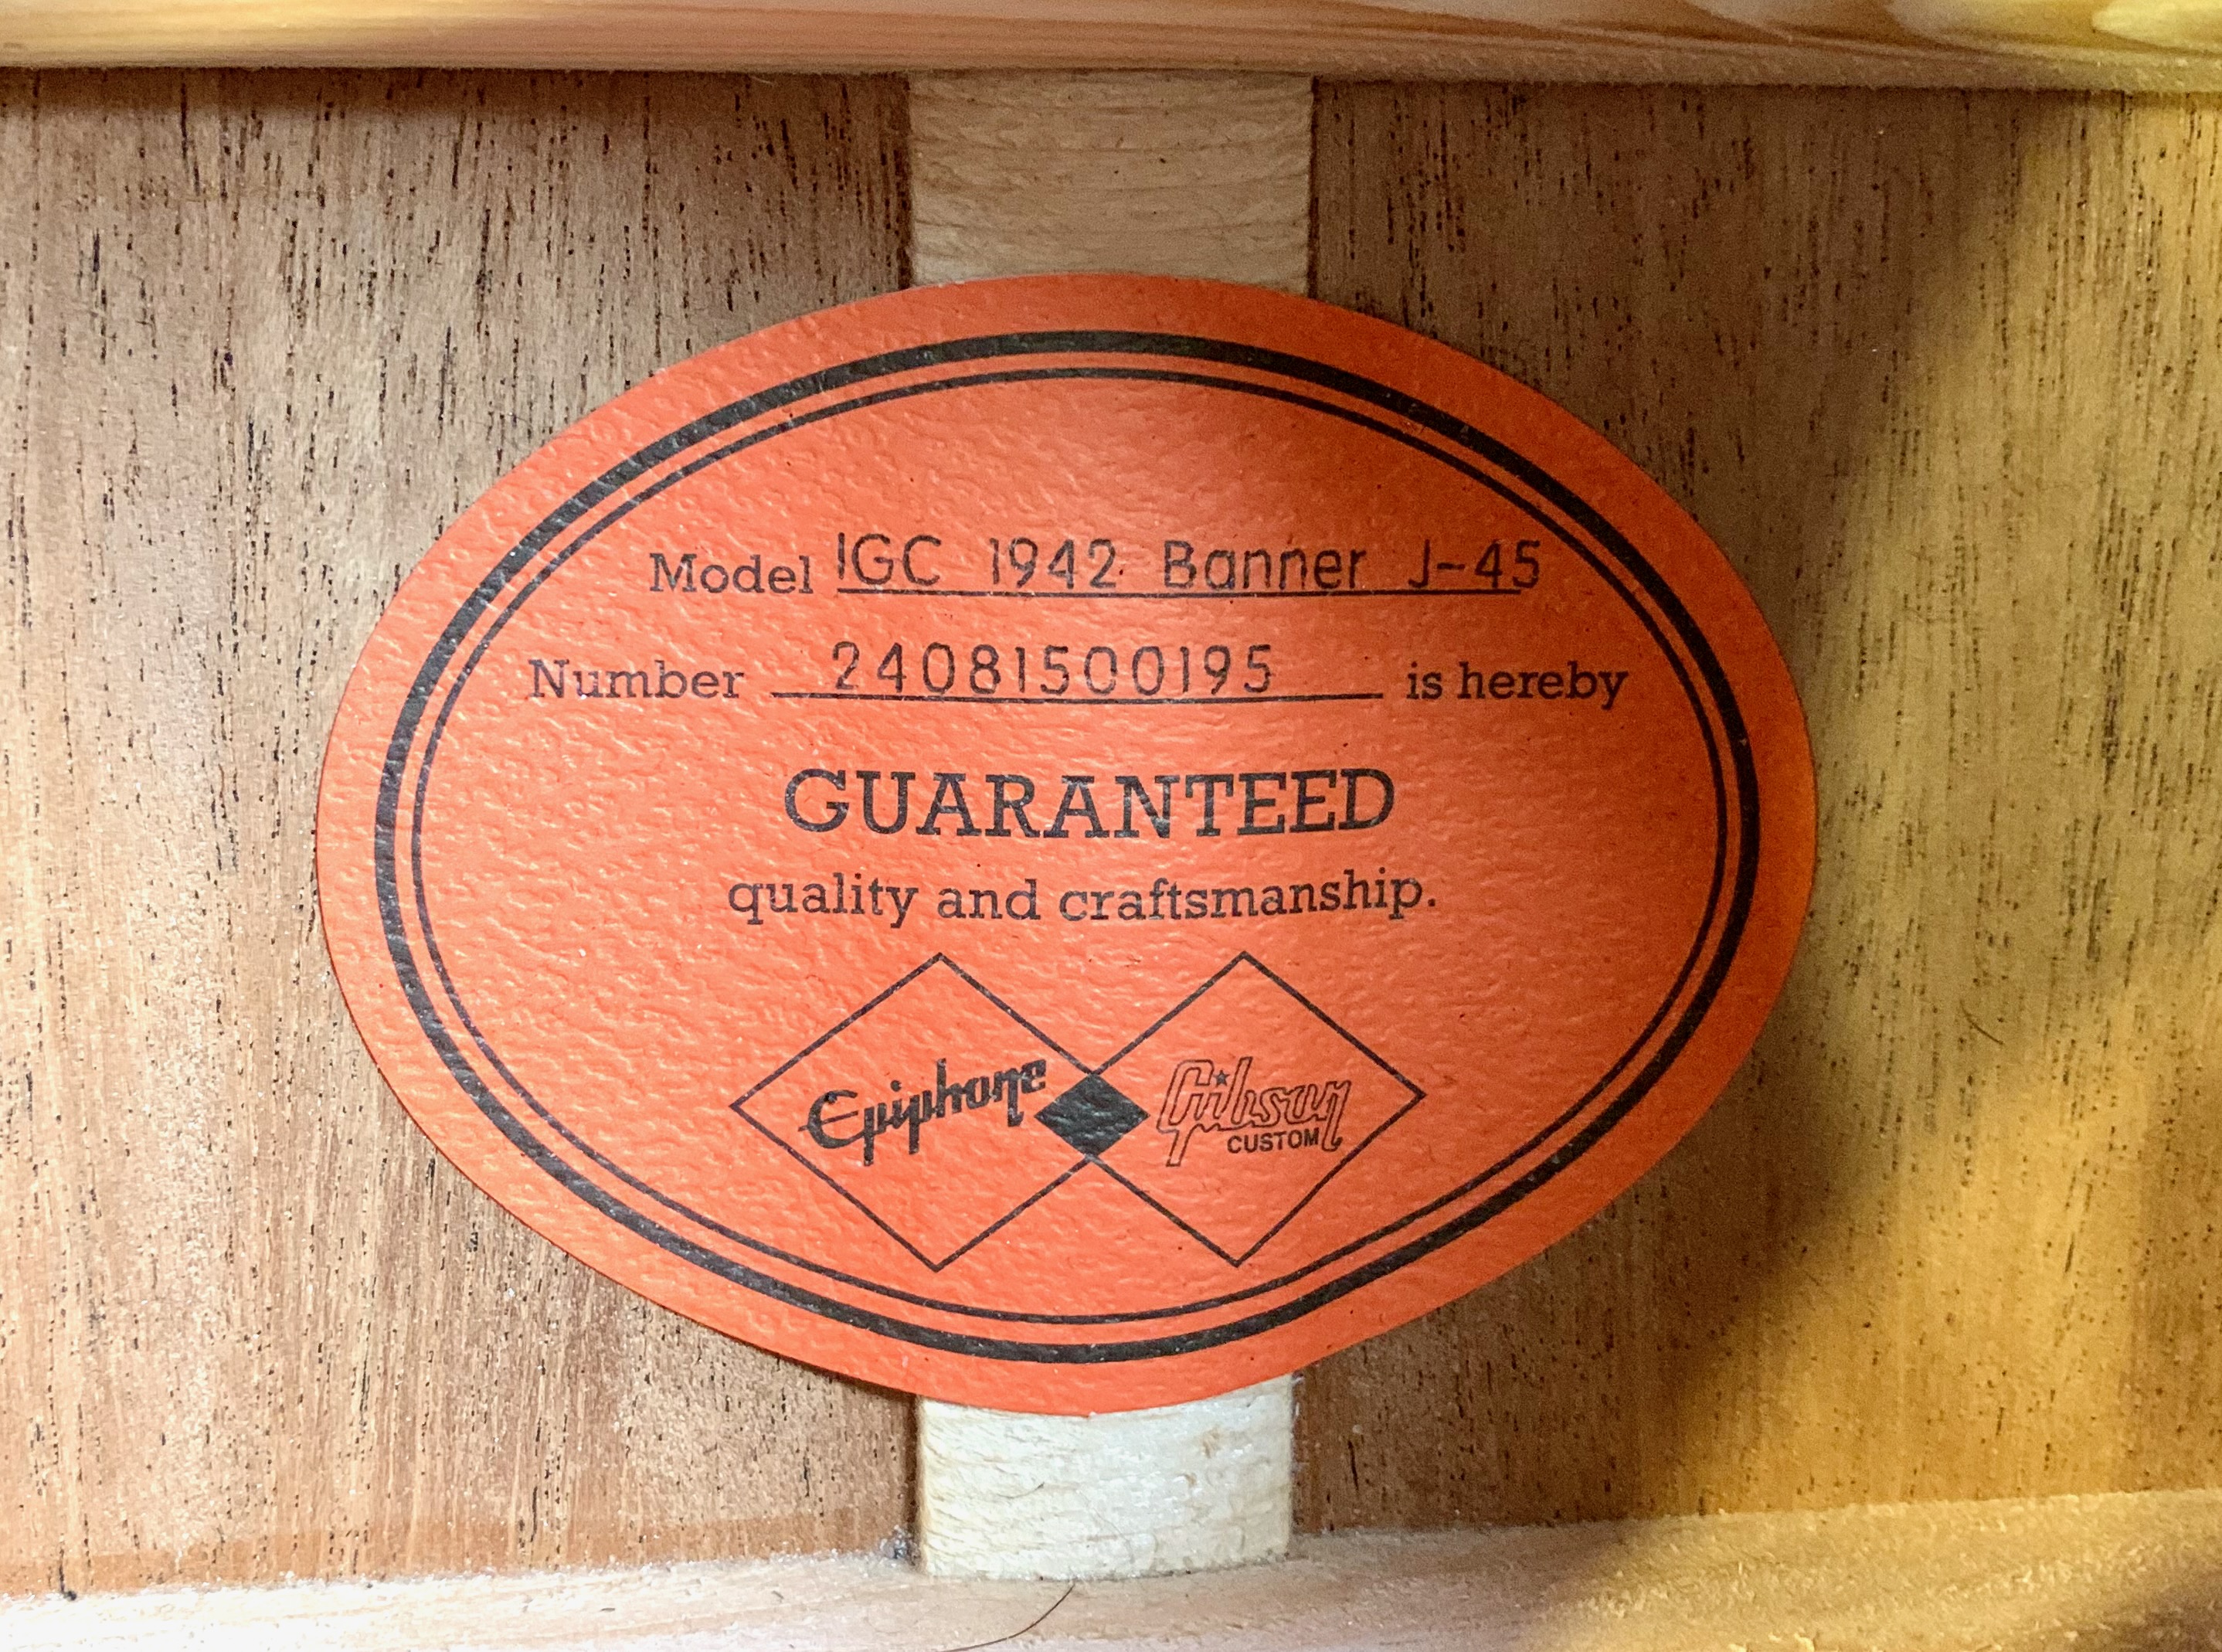 Model IGC 1942 Banner J-45
Number 24081500195 is hereby
GUARANTEED
quality and craftsmanship.
Epiphone Gibson
CUSTOM